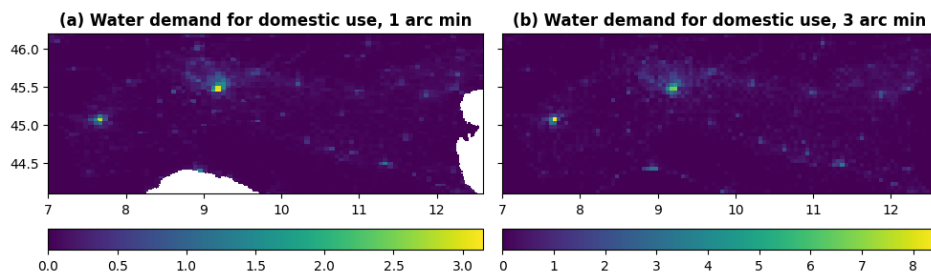 (a) Water demand for domestic use, 1 arc min
(b) Water demand for domestic use, 3 arc min
46.0
45.5
45.0
44.5
7 8 9 10 11 12
7 8 9 10 11 12
0.0 0.5 1.0 1.5 2.0 2.5 3.0
0 1 2 3 4 5 6 7 8